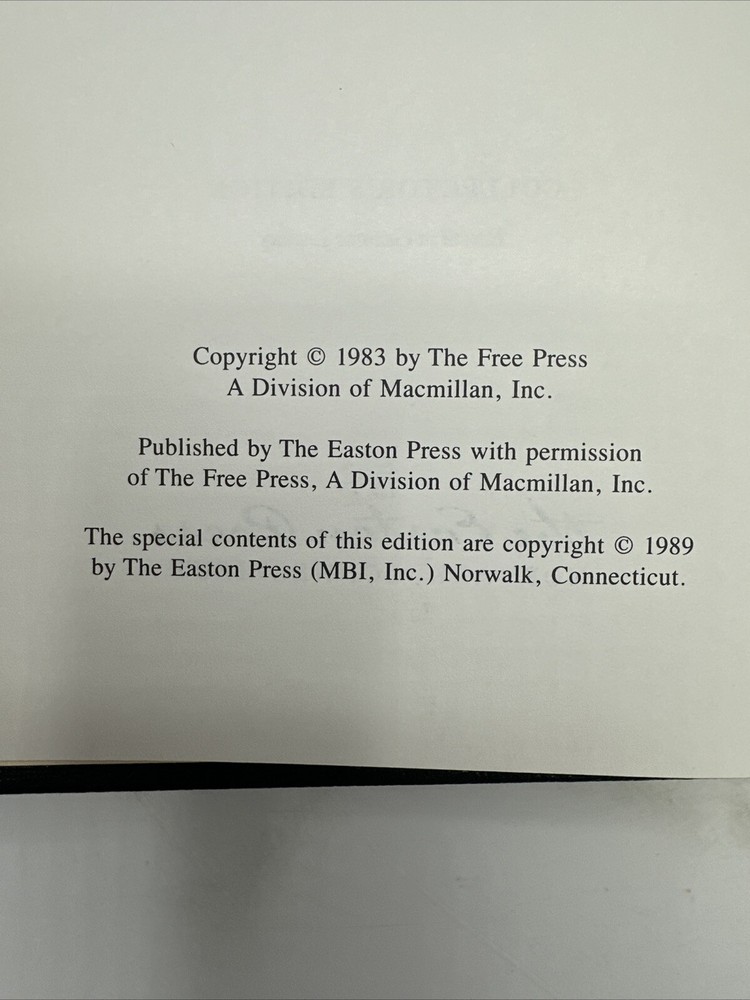 Copyright © 1983 by The Free Press
A Division of Macmillan, Inc.
Published by The Easton Press with permission
of The Free Press, A Division of Macmillan, Inc.
The special contents of this edition are copyright © 1989
by The Easton Press (MBI, Inc.) Norwalk, Connecticut.